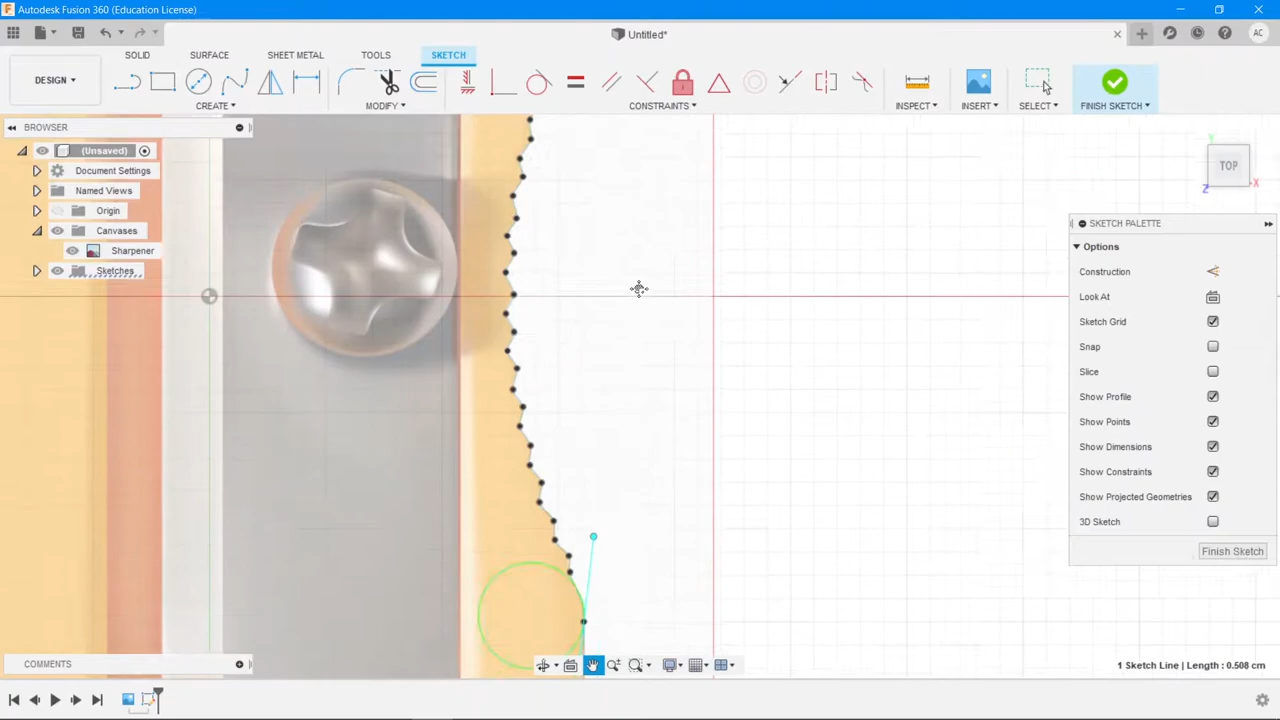 Autodesk Fusion 360 (Education License)
Untitled*
AC
DESIGN
SOLID
SURFACE
SHEET METAL
TOOLS
SKETCH
CREATE
MODIFY
CONSTRAINTS
INSPECT
INSERT
SELECT
FINISH SKETCH
BROWSER
(Unsaved)
Document Settings
Named Views
Origin
Canvases
Sharpener
Sketches
Y
TOP
X
Z
SKETCH PALETTE
Options
Construction
Look At
Sketch Grid
Snap
Slice
Show Profile
Show Points
Show Dimensions
Show Constraints
Show Projected Geometries
3D Sketch
Finish Sketch
COMMENTS
1 Sketch Line | Length : 0.508 cm